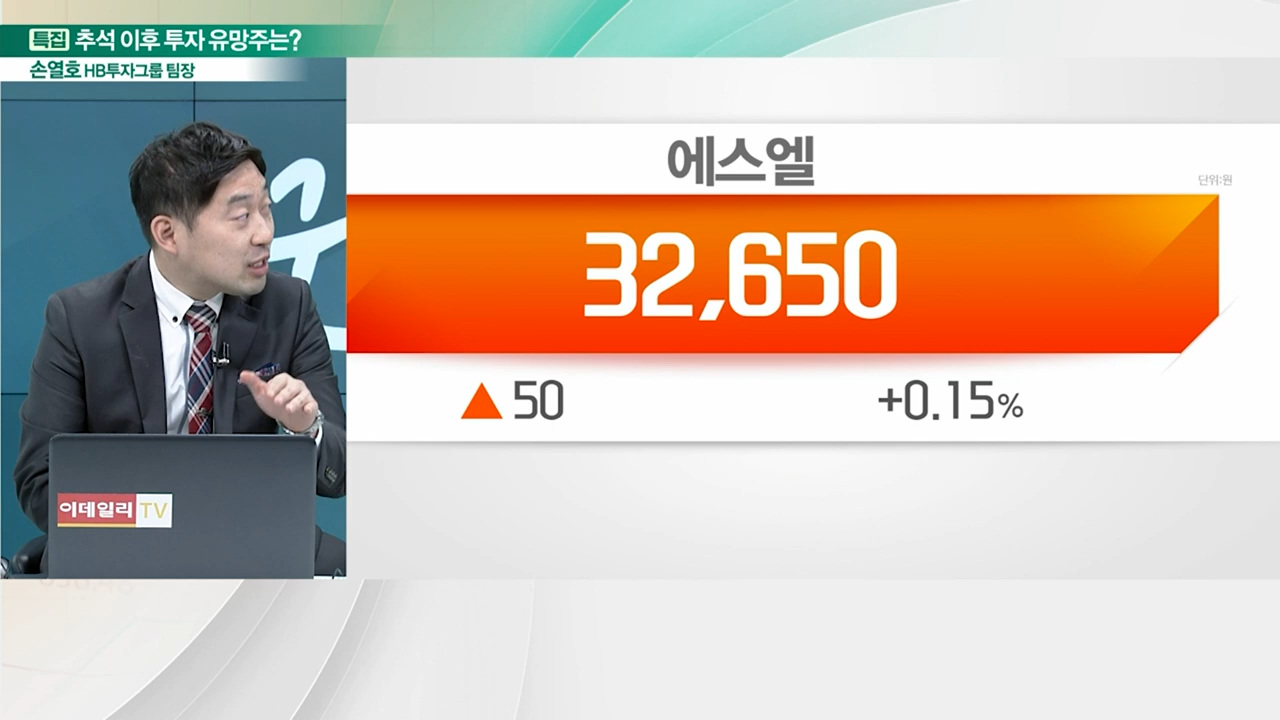 특집 추석 이후 투자 유망주는?
손열호 HB투자그룹 팀장
에스엘
단위:원
32,650
▲50
+0.15%
이데일리 TV